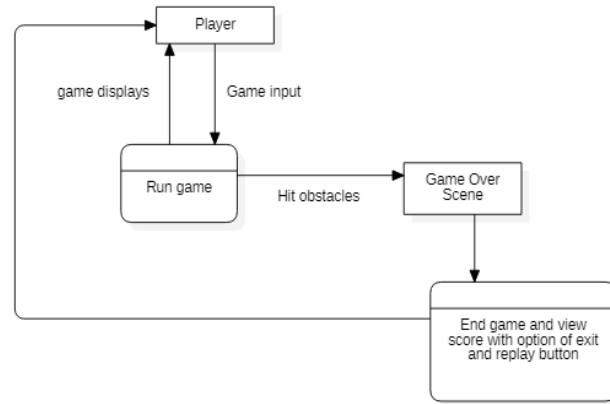 Player
game displays
Game input
Run game
Hit obstacles
Game Over
Scene
End game and view
score with option of exit
and replay button